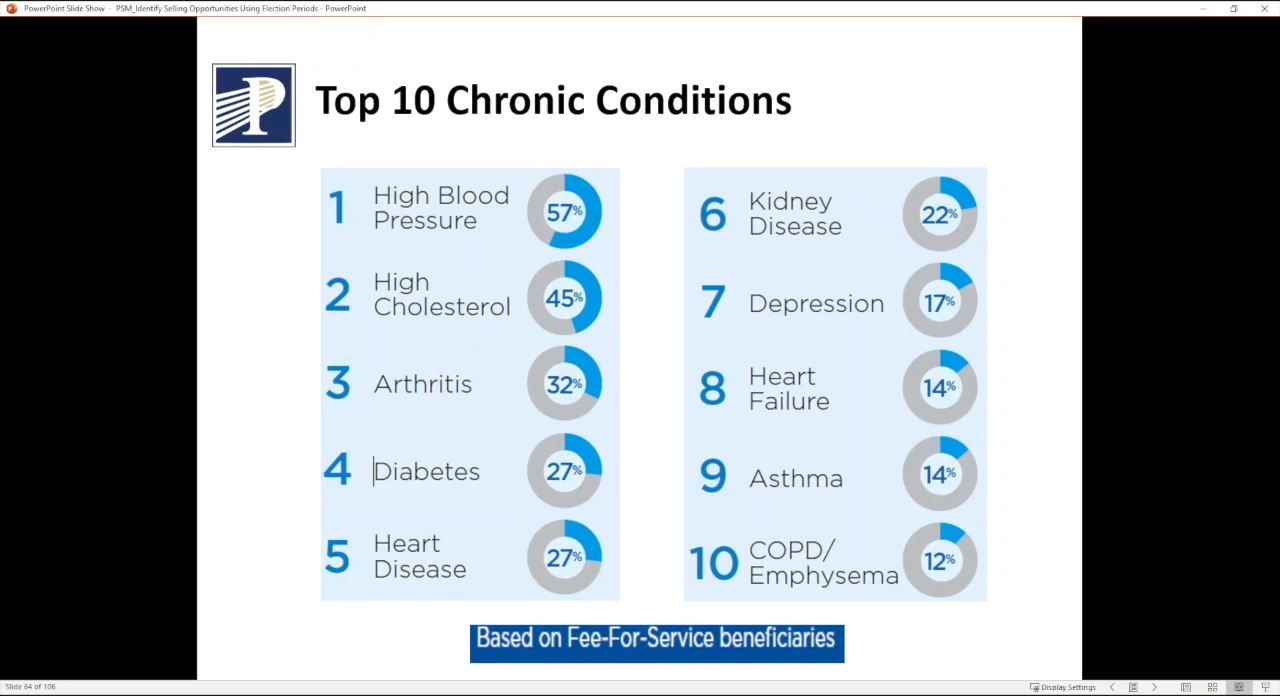 PowerPoint Slide Show - PSM_Identify Selling Opportunities Using Election Periods - PowerPoint
P
Top 10 Chronic Conditions
1 High Blood
Pressure 57%
2 High
Cholesterol 45%
3 Arthritis 32%
4 Diabetes 27%
5 Heart
Disease 27%
6 Kidney
Disease 22%
7 Depression 17%
8 Heart
Failure 14%
9 Asthma 14%
10 COPD/
Emphysema 12%
Based on Fee-For-Service beneficiaries
Slide 64 of 106
Display Settings